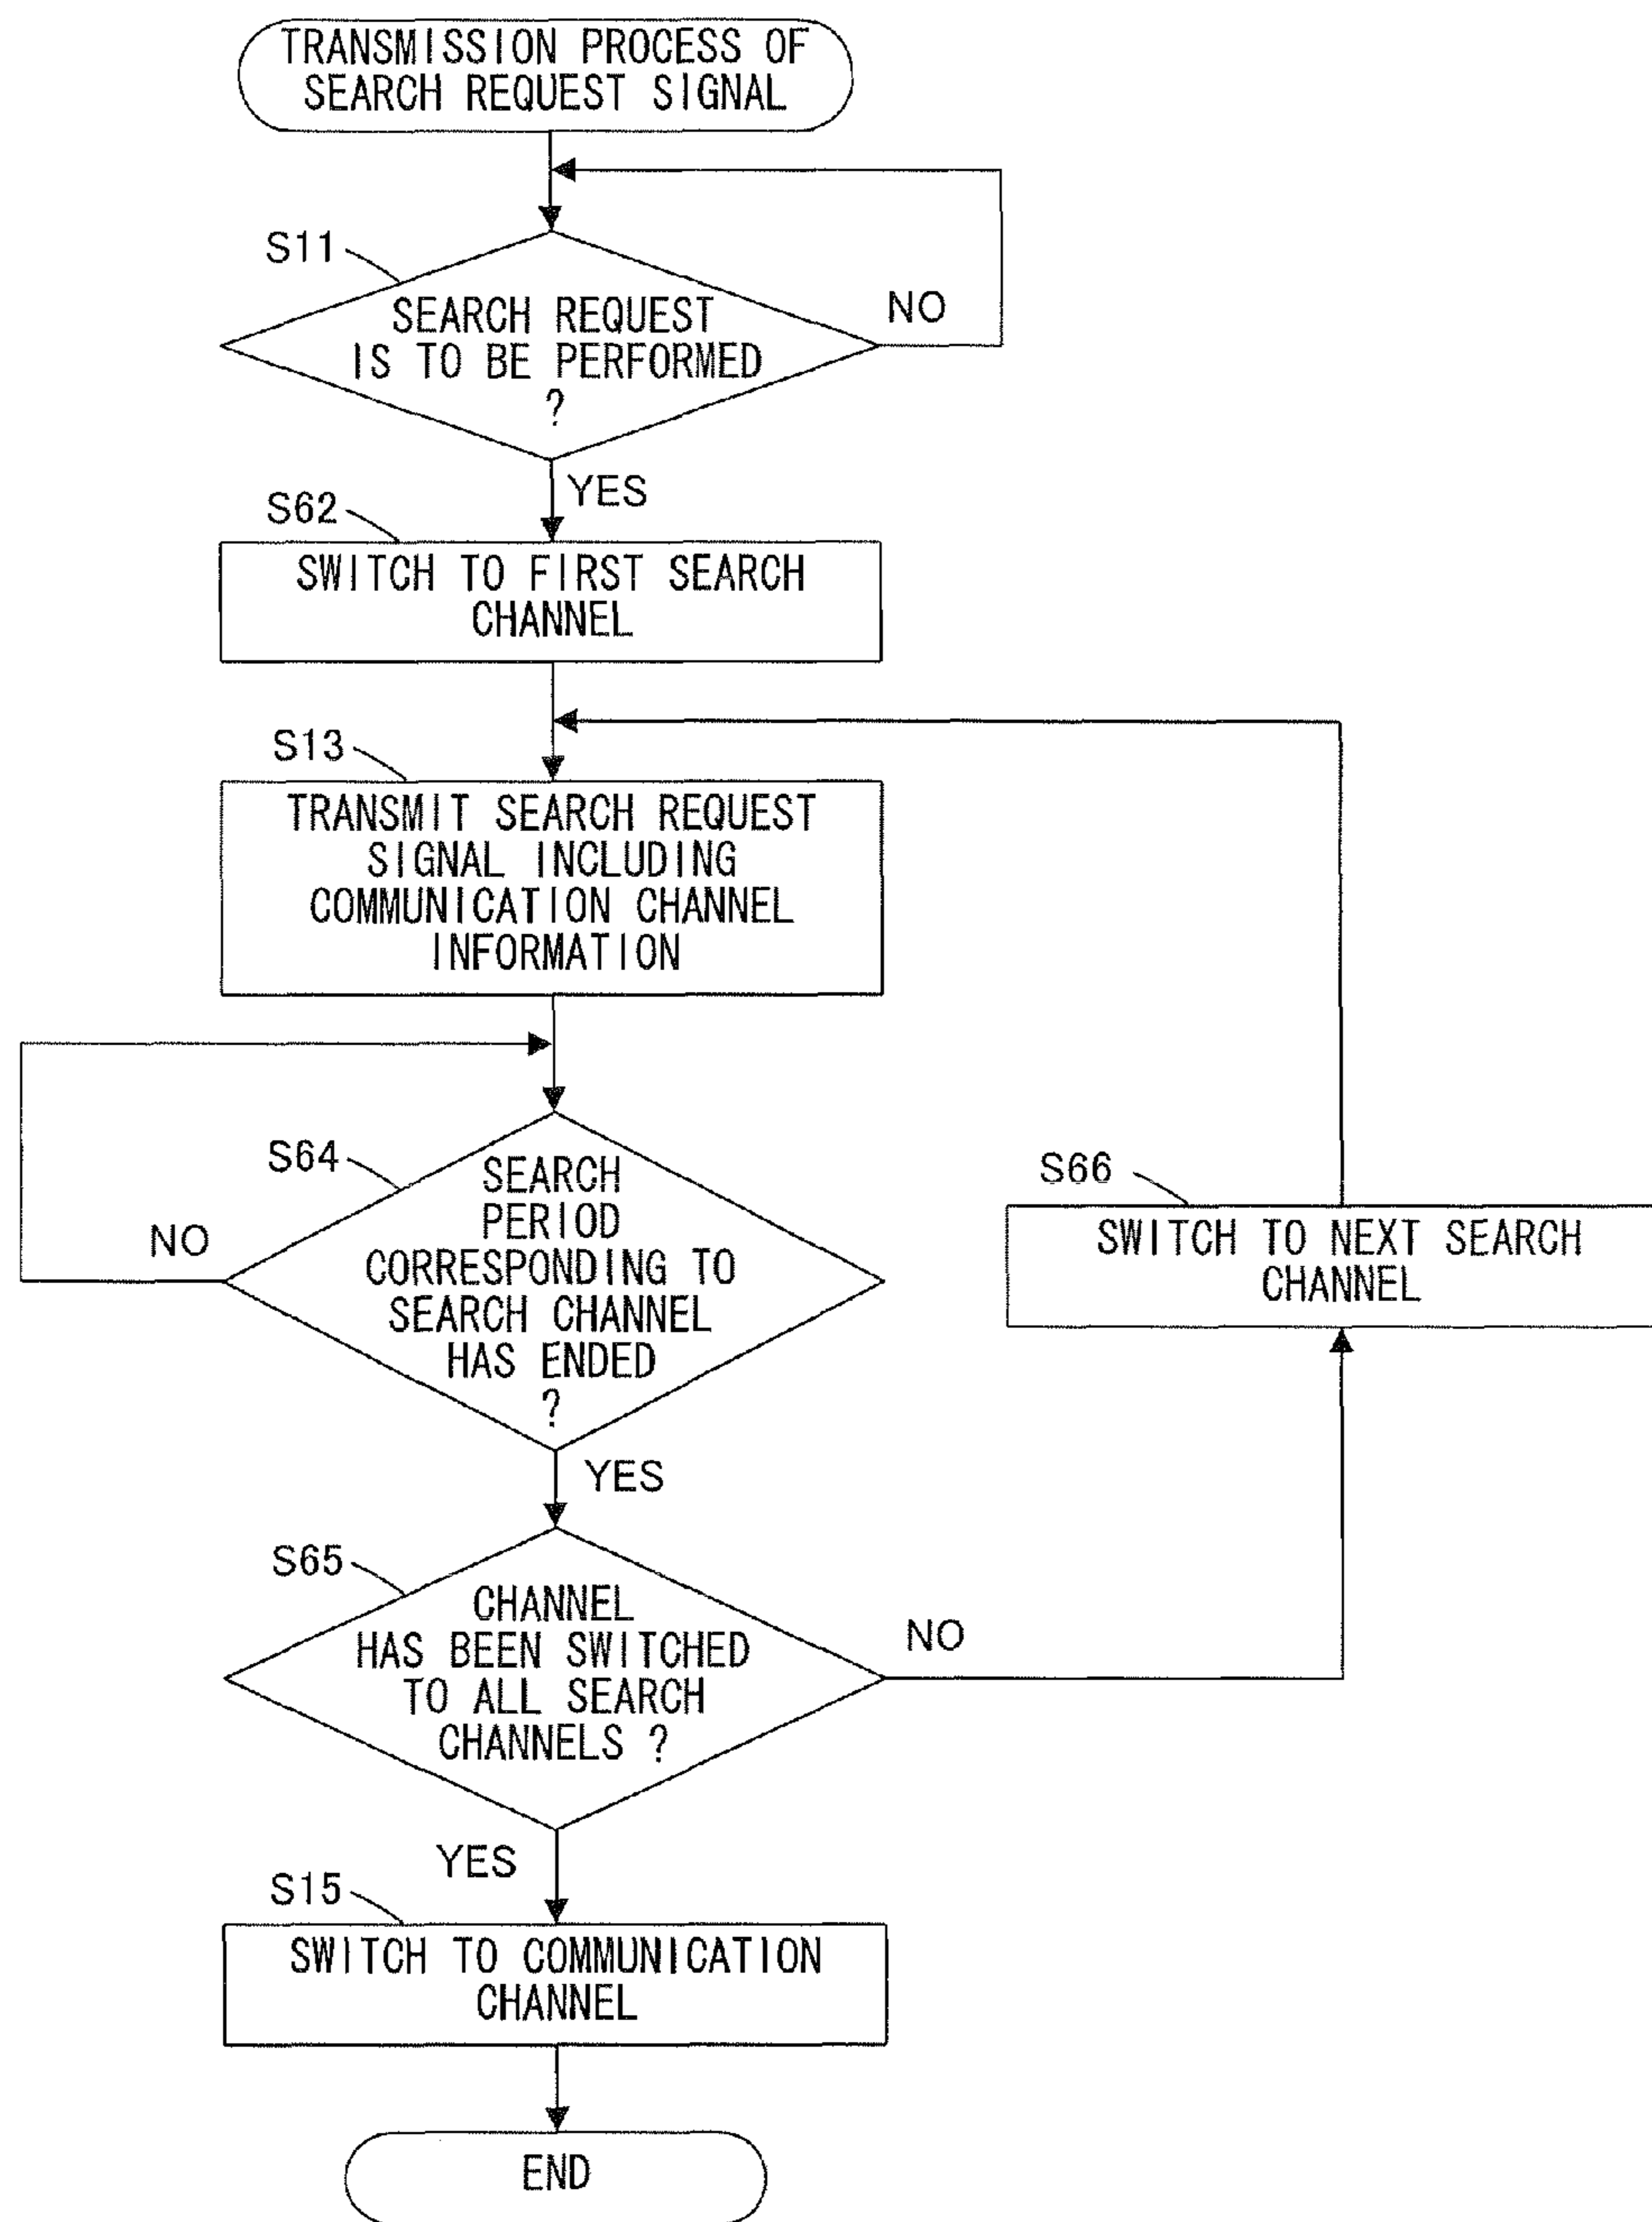 TRANSMISSION PROCESS OF
SEARCH REQUEST SIGNAL
S11
SEARCH REQUEST
IS TO BE PERFORMED
?
NO
YES
S62
SWITCH TO FIRST SEARCH
CHANNEL
S13
TRANSMIT SEARCH REQUEST
SIGNAL INCLUDING
COMMUNICATION CHANNEL
INFORMATION
S64
SEARCH
PERIOD
CORRESPONDING TO
SEARCH CHANNEL
HAS ENDED
?
NO
YES
S66
SWITCH TO NEXT SEARCH
CHANNEL
S65
CHANNEL
HAS BEEN SWITCHED
TO ALL SEARCH
CHANNELS ?
NO
YES
S15
SWITCH TO COMMUNICATION
CHANNEL
END